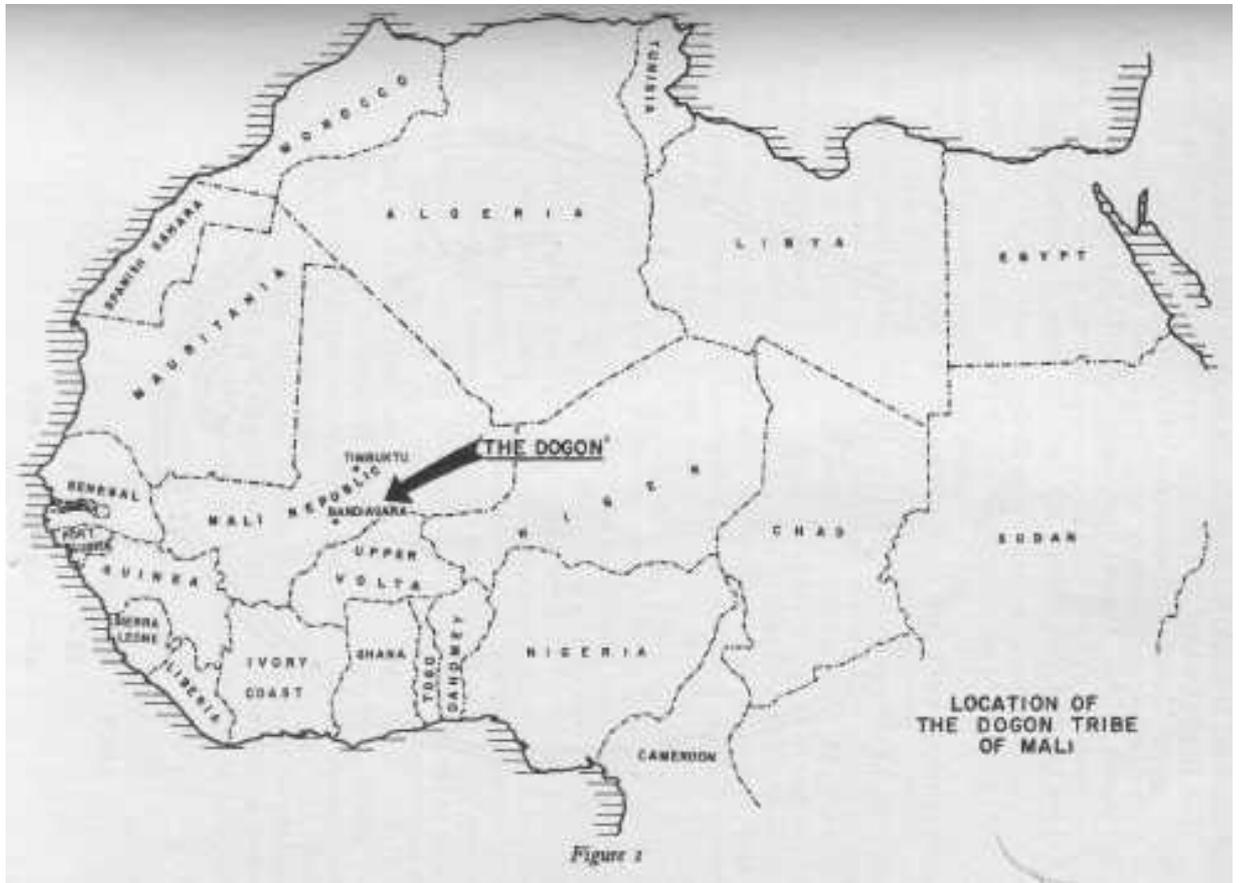 TUNISIA
MOROCCO
ALGERIA
LIBYA
EGYPT
SPANISH SAHARA
MAURITANIA
THE DOGON
TIMBUKTU
SENEGAL
MALI REPUBLIC
BANDIAGARA
NIGER
CHAD
SUDAN
PORT
GUINEA
UPPER
VOLTA
SIERRA
LEONE
LIBERIA
IVORY
COAST
GHANA
TOGO
DAHOMEY
NIGERIA
CAMEROON
LOCATION OF
THE DOGON TRIBE
OF MALI
Figure 1